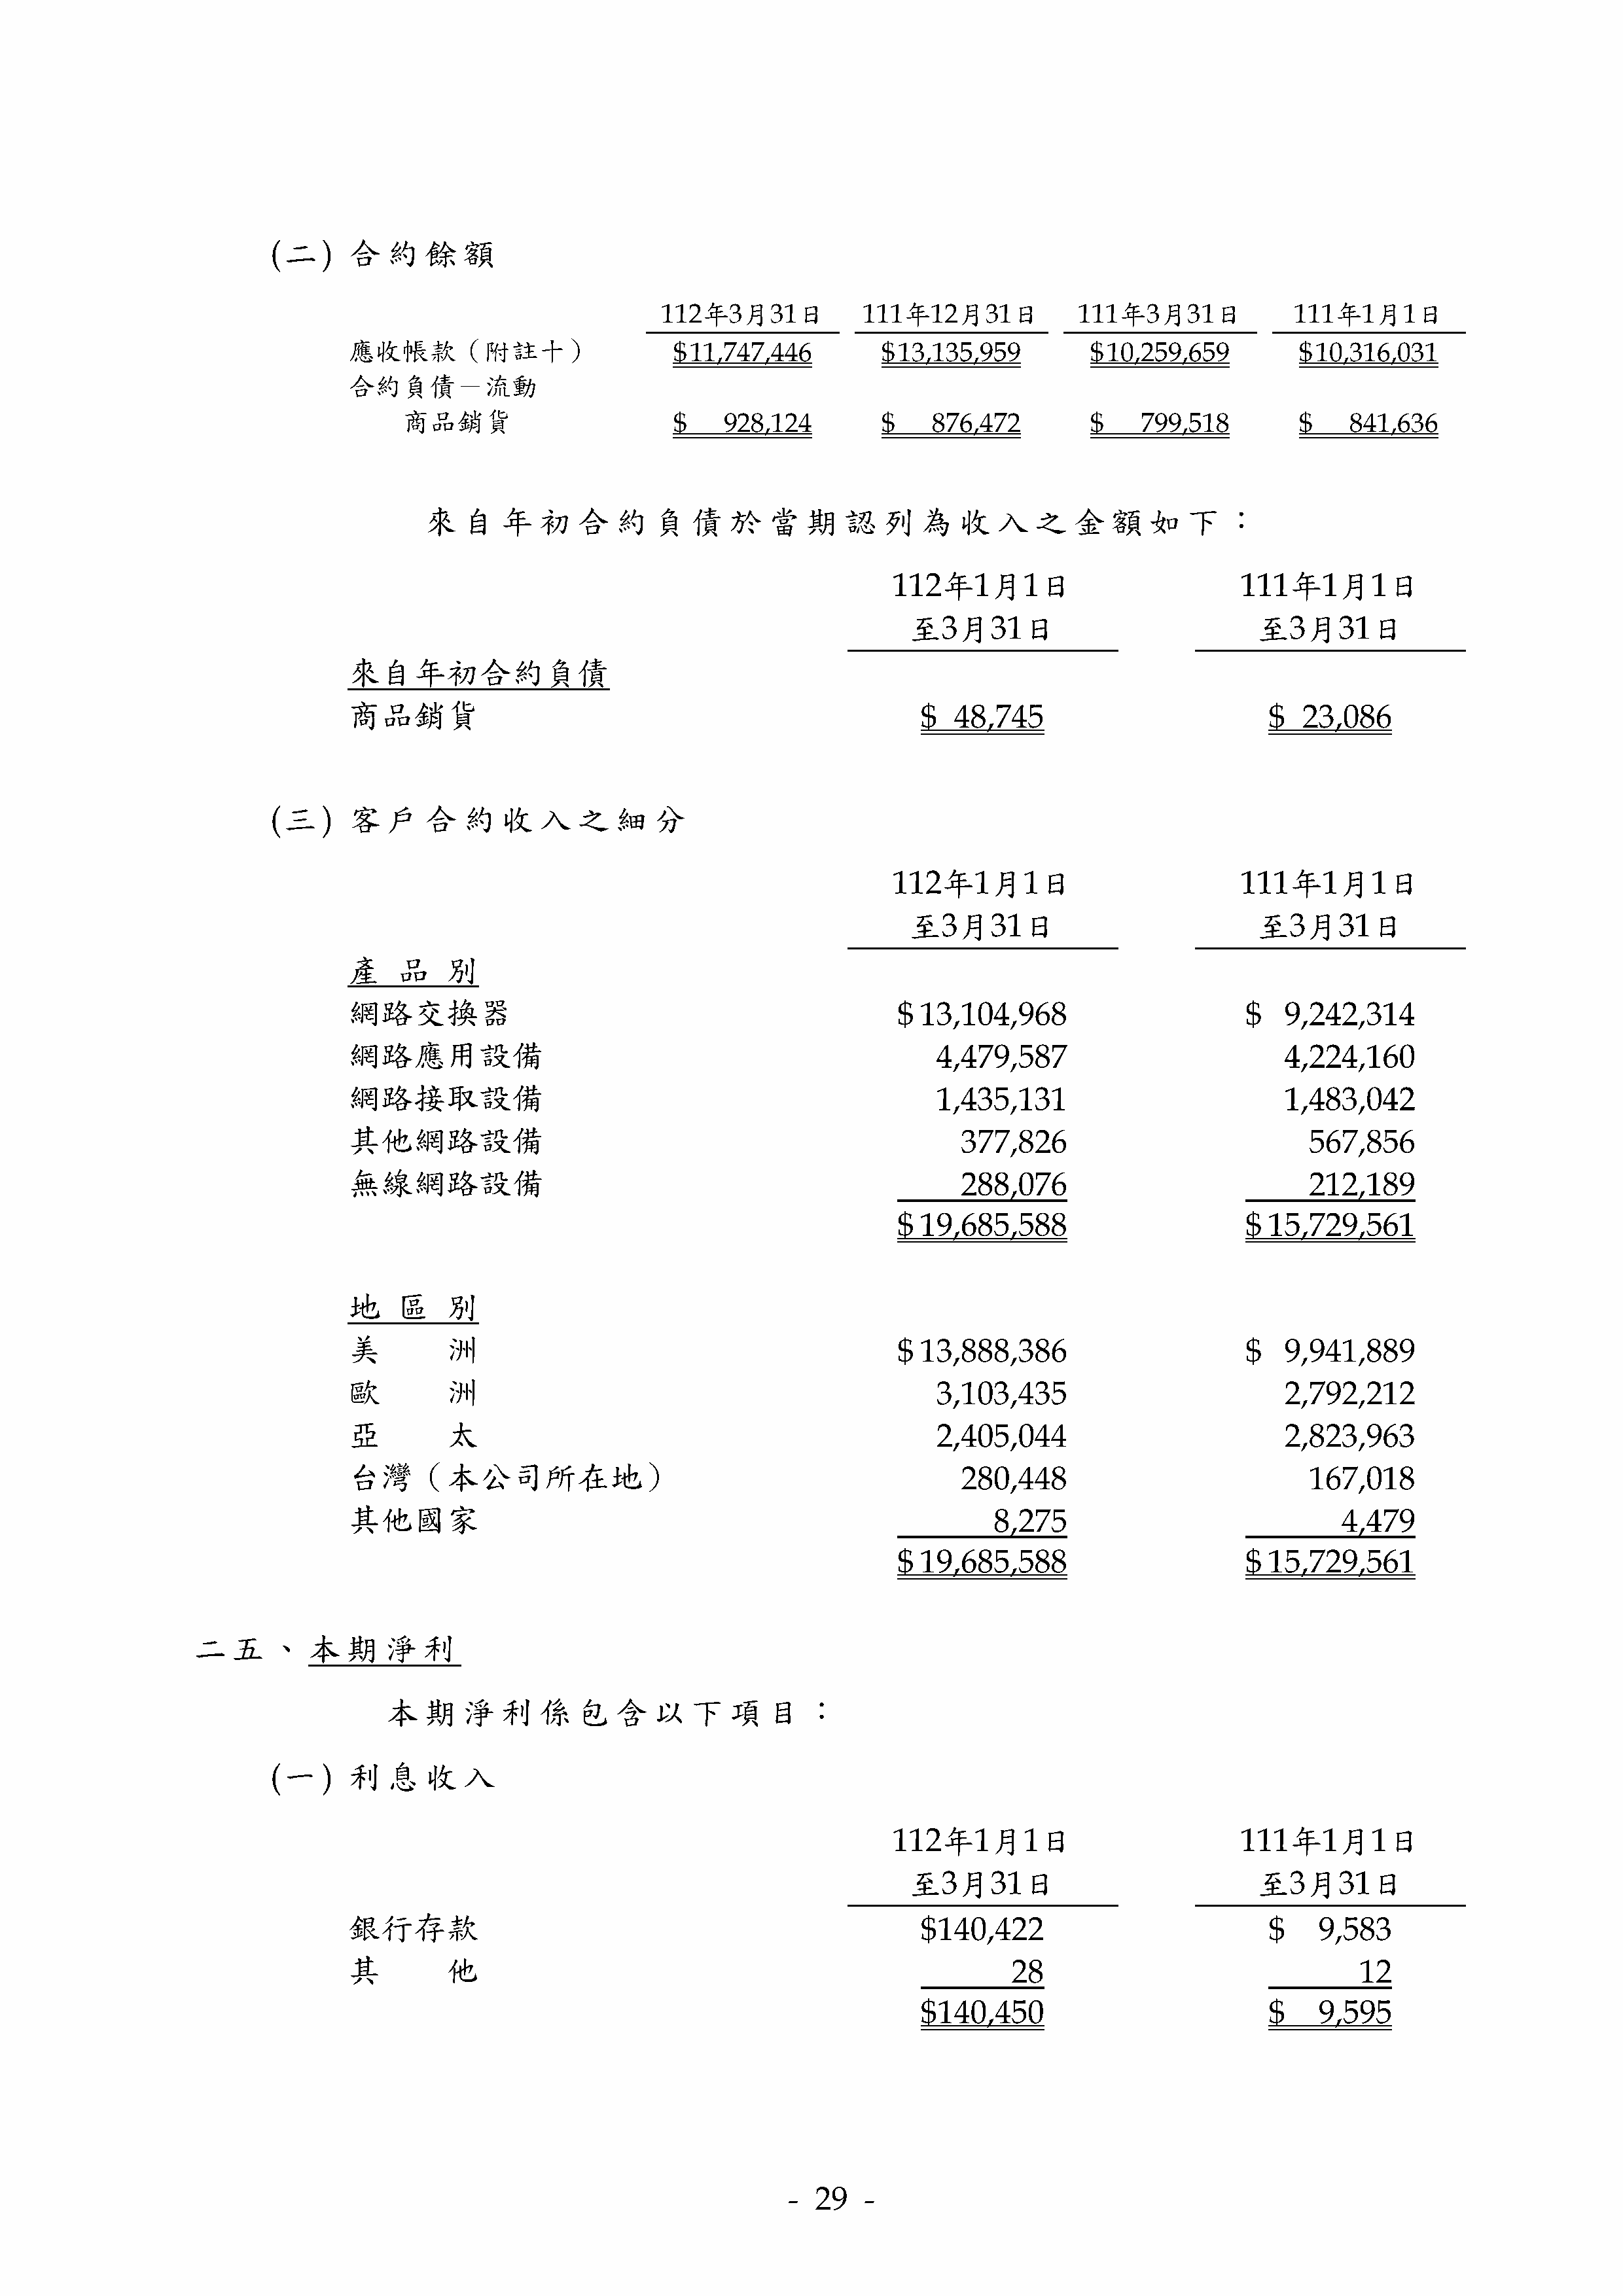 (二) 合約餘額
112年3月31日 111年12月31日 111年3月31日 111年1月1日
應收帳款（附註十） $11,747,446 $13,135,959 $10,259,659 $10,316,031
合約負債－流動
商品銷貨 $ 928,124 $ 876,472 $ 799,518 $ 841,636
來自年初合約負債於當期認列為收入之金額如下：
112年1月1日 111年1月1日
至3月31日 至3月31日
來自年初合約負債
商品銷貨 $ 48,745 $ 23,086
(三) 客戶合約收入之細分
112年1月1日 111年1月1日
至3月31日 至3月31日
產 品 別
網路交換器 $13,104,968 $ 9,242,314
網路應用設備 4,479,587 4,224,160
網路接取設備 1,435,131 1,483,042
其他網路設備 377,826 567,856
無線網路設備 288,076 212,189
$19,685,588 $15,729,561
地 區 別
美 洲 $13,888,386 $ 9,941,889
歐 洲 3,103,435 2,792,212
亞 太 2,405,044 2,823,963
台灣（本公司所在地） 280,448 167,018
其他國家 8,275 4,479
$19,685,588 $15,729,561
二五、本期淨利
本期淨利係包含以下項目：
(一) 利息收入
112年1月1日 111年1月1日
至3月31日 至3月31日
銀行存款 $140,422 $ 9,583
其 他 28 12
$140,450 $ 9,595
- 29 -